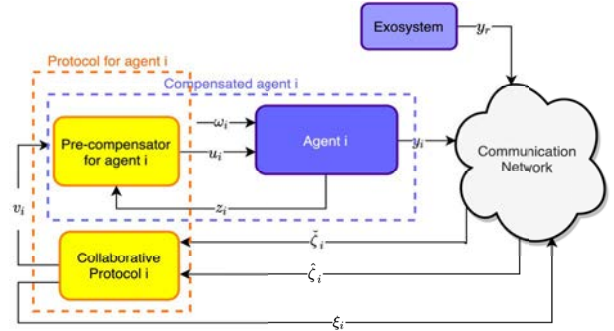 Exosystem
y_r
Protocol for agent i
Compensated agent i
ω_i
Pre-compensator
for agent i
u_i
Agent i
y_i
Communication
Network
v_i
z_i
ζ̄_i
Collaborative
Protocol i
ζ̂_i
ξ_i